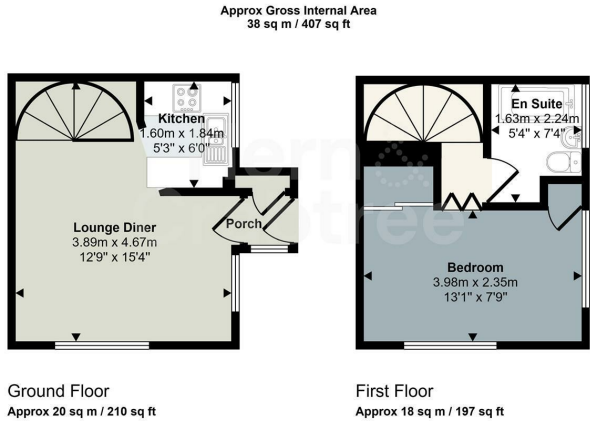 Approx Gross Internal Area
38 sq m / 407 sq ft
Kitchen
1.60m x 1.84m
5'3" x 6'0"
Lounge Diner
3.89m x 4.67m
12'9" x 15'4"
Porch
En Suite
1.63m x 2.24m
5'4" x 7'4"
Bedroom
3.98m x 2.35m
13'1" x 7'9"
Ground Floor
Approx 20 sq m / 210 sq ft
First Floor
Approx 18 sq m / 197 sq ft